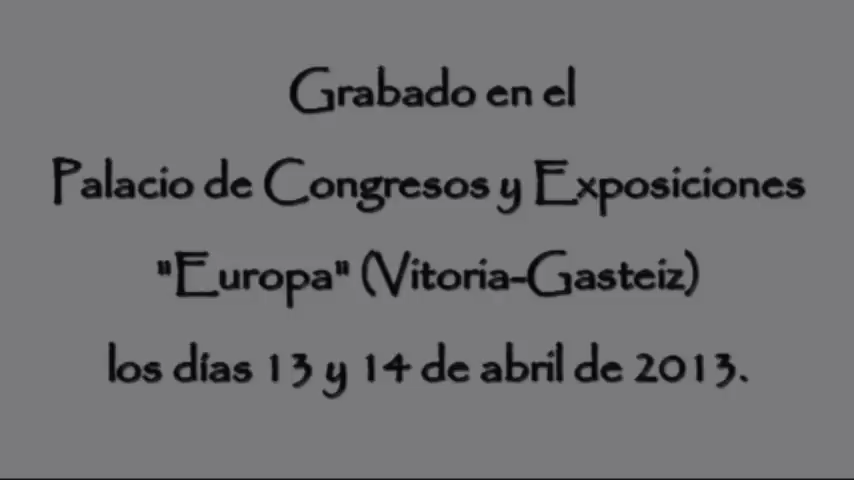 Grabado en el
Palacio de Congresos y Exposiciones
"Europa" (Vitoria-Gasteiz)
los días 13 y 14 de abril de 2013.